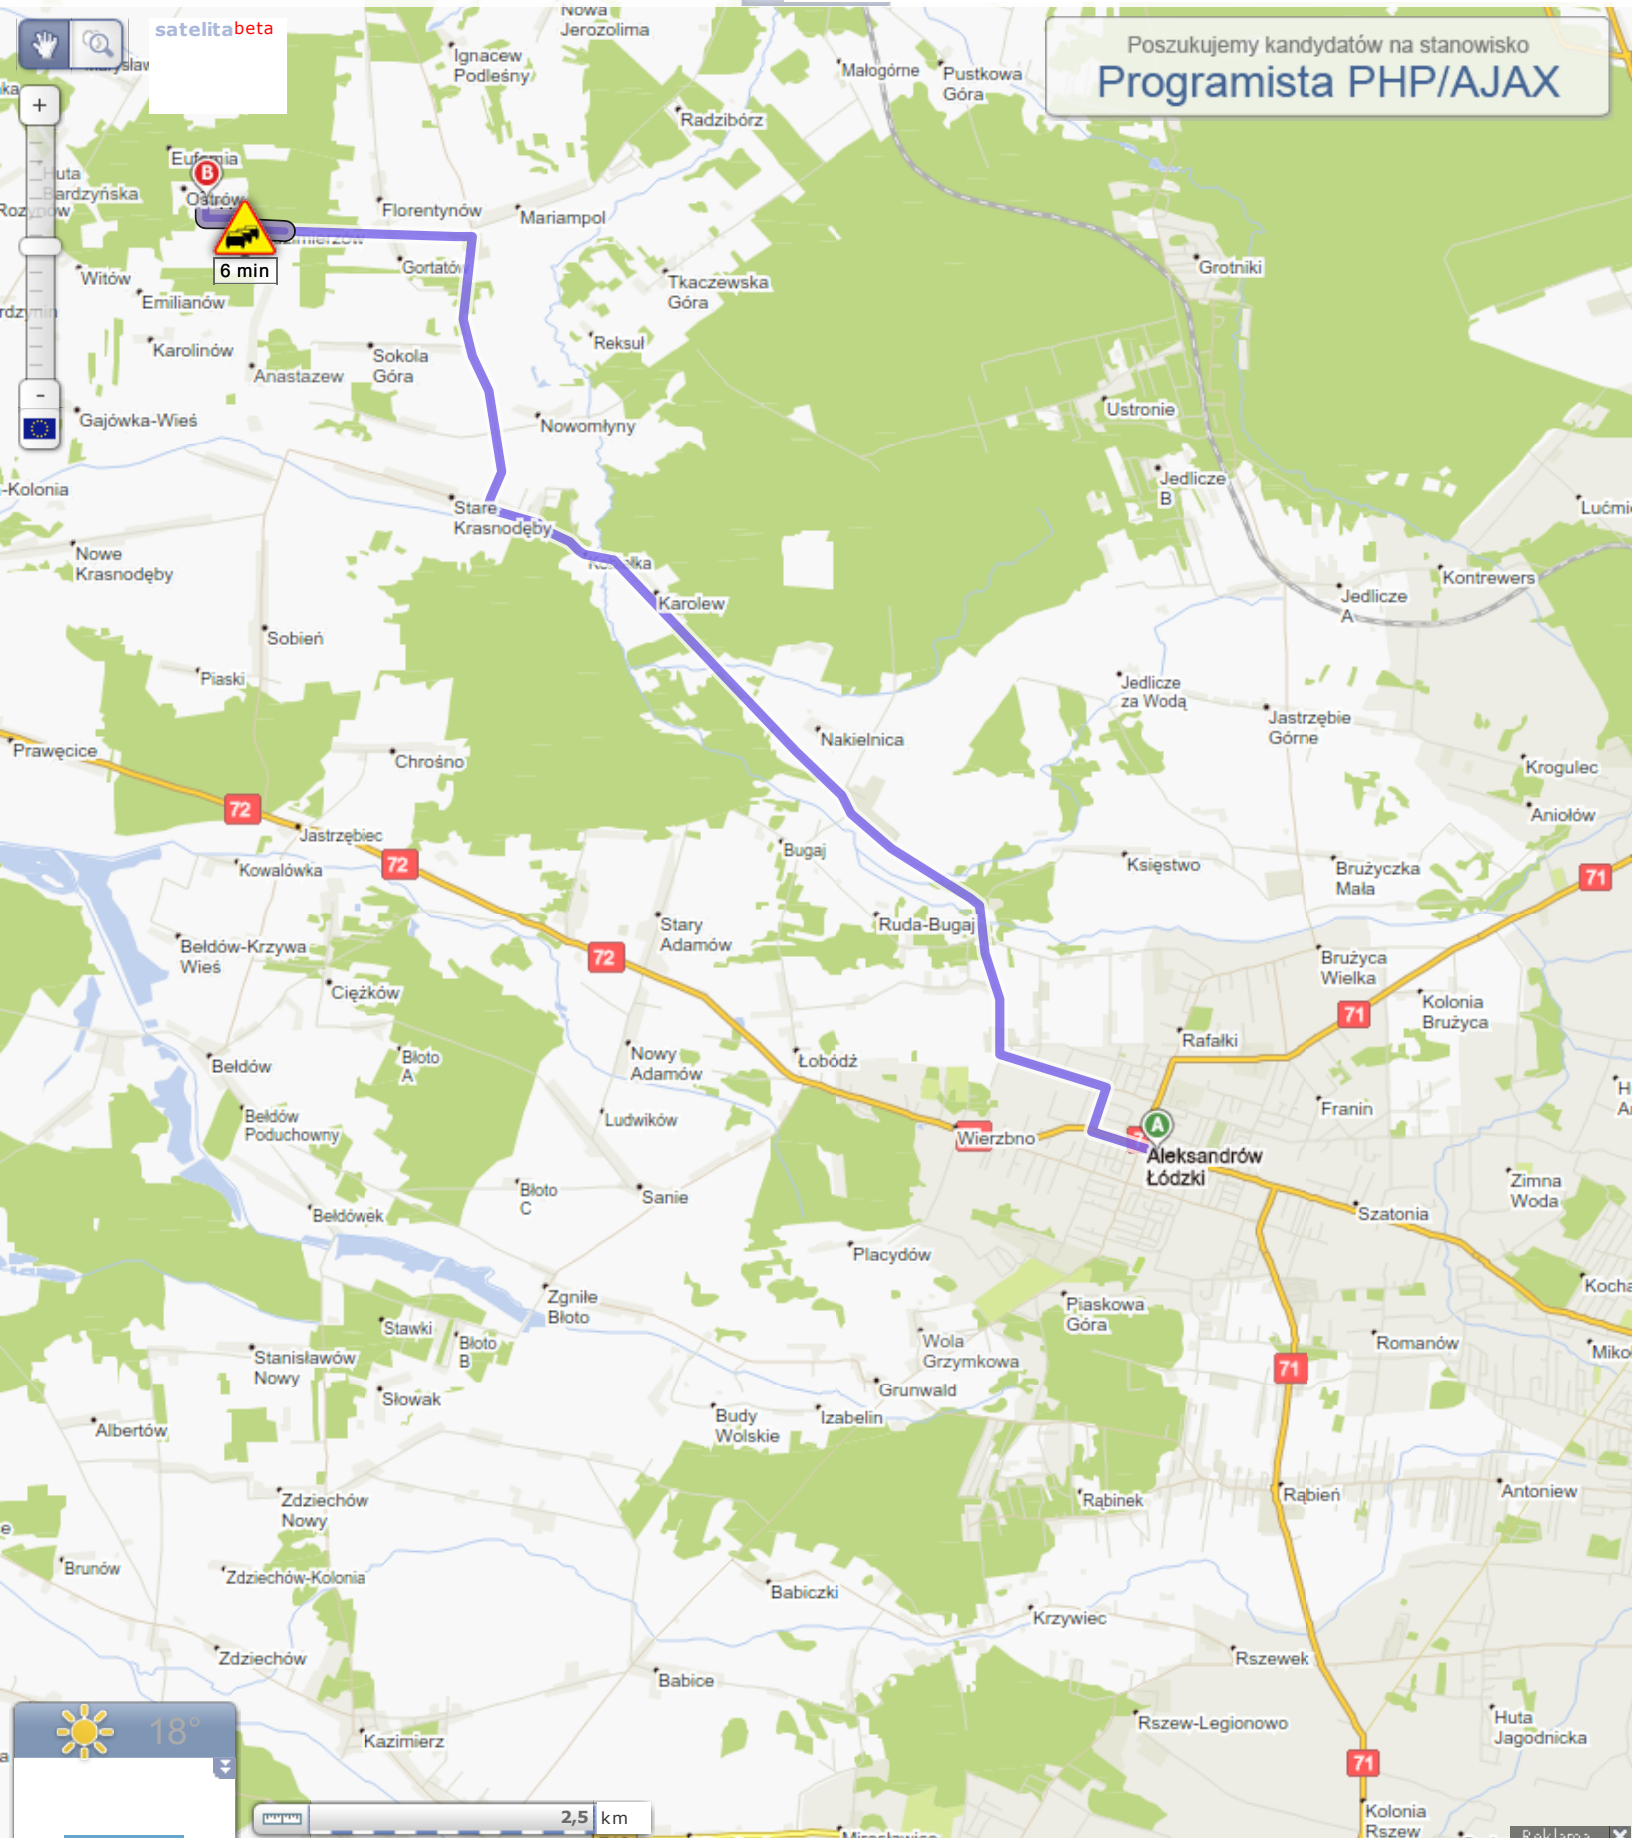 Nowa
Jerozolima
satelita beta
Poszukujemy kandydatów na stanowisko
Programista PHP/AJAX
Ignacew
Podleśny
Małogórne
Pustkowa
Góra
+
Radzibórz
Eufemia
Huta
Bardzyńska
B
Ostrów
Florentynów
Mariampol
6 min
Gortatów
Grotniki
Witów
Emilianów
Tkaczewska
Góra
Reksul
Karolinów
Sokola
Góra
Anastazew
-
Gajówka-Wieś
Nowomłyny
Ustronie
Jedlicze
B
-Kolonia
Stare
Krasnodęby
Nowe
Krasnodęby
Kontrewers
Jedlicze
A
Karolew
Sobień
Piaski
Jedlicze
za Wodą
Jastrzębie
Górne
Nakielnica
Prawęcice
Chrośno
Krogulec
72
Aniołów
Jastrzębiec
72
Kowalówka
Bugaj
Księstwo
Brużyczka
Mała
71
Stary
Adamów
Ruda-Bugaj
Bełdów-Krzywa
Wieś
72
Brużyca
Wielka
Ciężków
Kolonia
Brużyca
71
Rafałki
Nowy
Adamów
Łobódź
Błoto
A
Bełdów
Bełdów
Poduchowny
Ludwików
Franin
A
Wierzbno
Aleksandrów
Łódzki
Błoto
C
Sanie
Zimna
Woda
Bełdówek
Szatonia
Placydów
Zgniłe
Błoto
Piaskowa
Góra
Stawki
Błoto
B
Wola
Grzymkowa
Romanów
Stanisławów
Nowy
71
Słowak
Grunwald
Budy
Wolskie
Izabelin
Albertów
Zdziechów
Nowy
Rąbinek
Rąbień
Antoniew
Brunów
Zdziechów-Kolonia
Babiczki
Krzywiec
Zdziechów
Rszewek
Babice
18°
Kazimierz
Rszew-Legionowo
Huta
Jagodnicka
71
2,5 km
Kolonia
Rszew